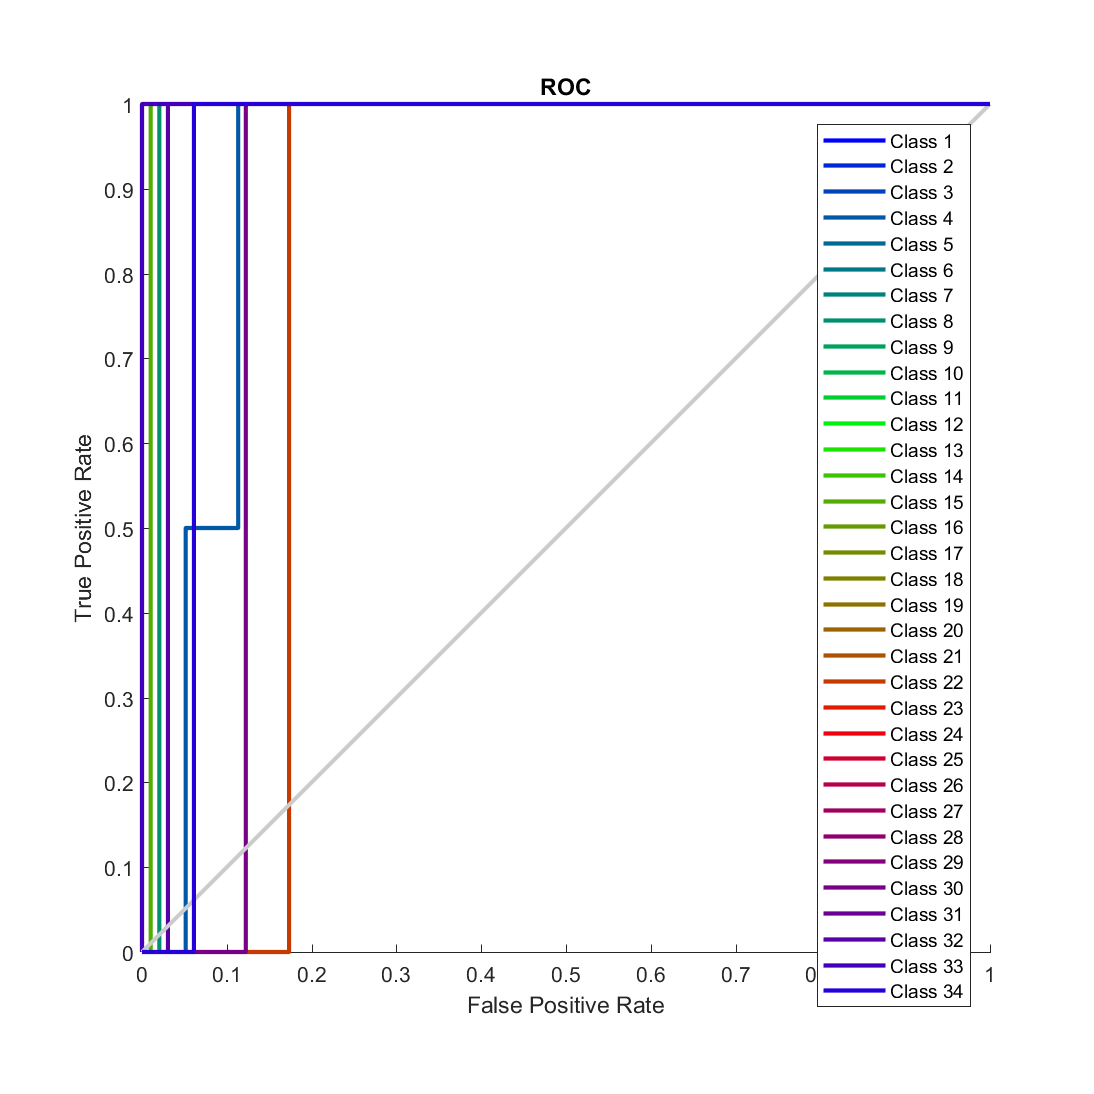 ROC
1
0.9
0.8
0.7
0.6
0.5
0.4
0.3
0.2
0.1
0
True Positive Rate
0 0.1 0.2 0.3 0.4 0.5 0.6 0.7 1
False Positive Rate
Class 1
Class 2
Class 3
Class 4
Class 5
Class 6
Class 7
Class 8
Class 9
Class 10
Class 11
Class 12
Class 13
Class 14
Class 15
Class 16
Class 17
Class 18
Class 19
Class 20
Class 21
Class 22
Class 23
Class 24
Class 25
Class 26
Class 27
Class 28
Class 29
Class 30
Class 31
Class 32
Class 33
Class 34